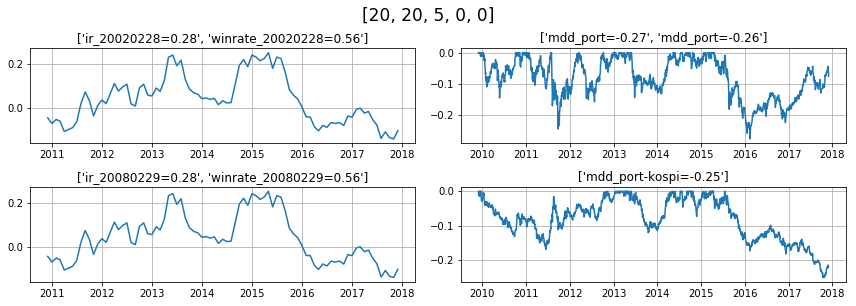 [20, 20, 5, 0, 0]
['ir_20020228=0.28', 'winrate_20020228=0.56']
0.2
0.0
2011 2012 2013 2014 2015 2016 2017 2018
['mdd_port=-0.27', 'mdd_port=-0.26']
0.0
−0.1
−0.2
2010 2011 2012 2013 2014 2015 2016 2017 2018
['ir_20080229=0.28', 'winrate_20080229=0.56']
0.2
0.0
2011 2012 2013 2014 2015 2016 2017 2018
['mdd_port-kospi=-0.25']
0.0
−0.1
−0.2
2010 2011 2012 2013 2014 2015 2016 2017 2018